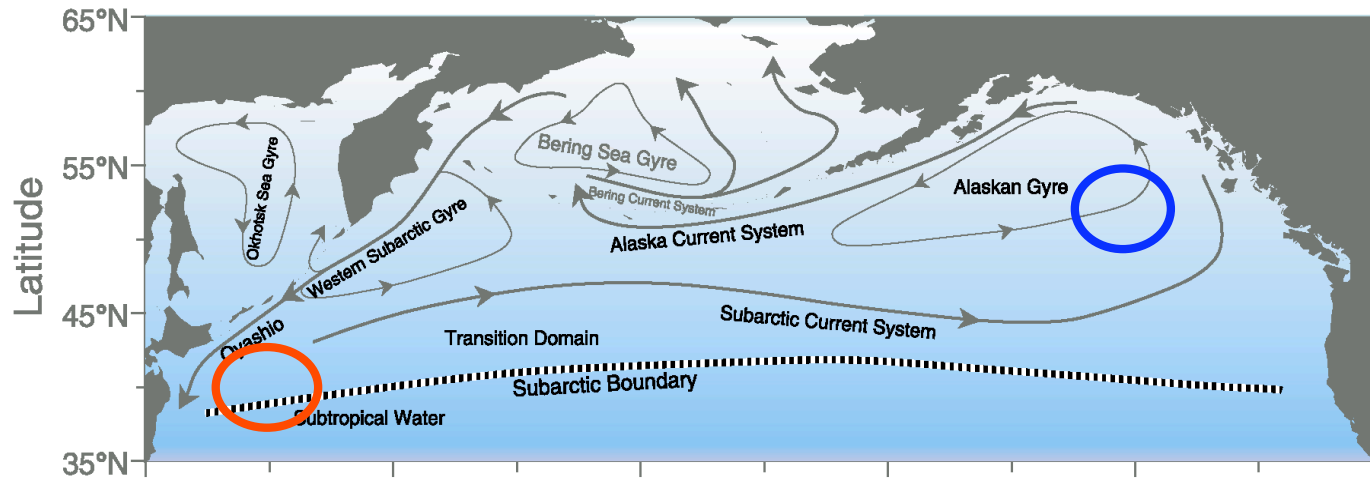 65°N
55°N
45°N
35°N
Latitude
Okhotsk Sea Gyre
Western Subarctic Gyre
Bering Sea Gyre
Bering Current System
Alaska Current System
Alaskan Gyre
Subarctic Current System
Oyashio
Transition Domain
Subarctic Boundary
Subtropical Water